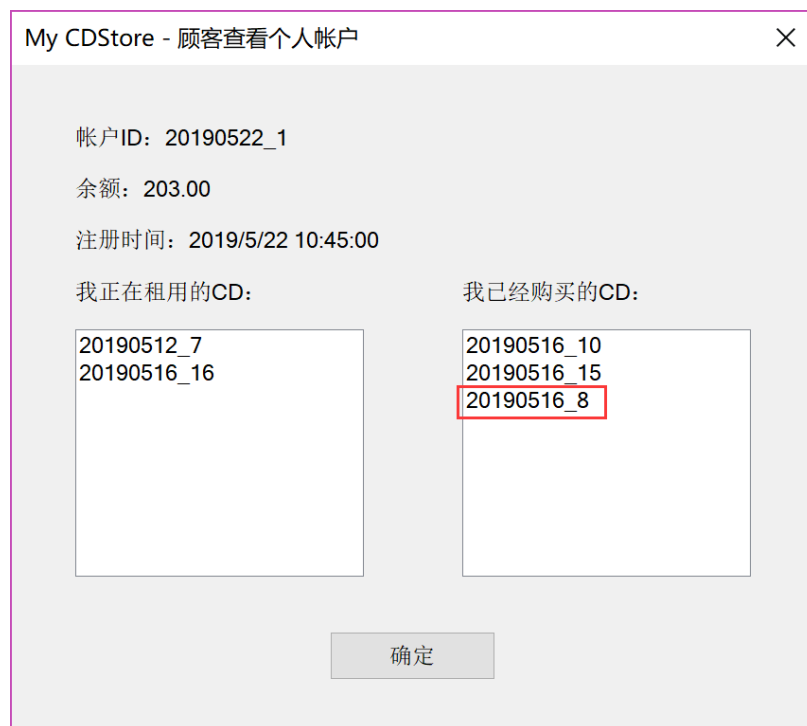 My CDStore - 顾客查看个人帐户
帐户ID：20190522_1
余额：203.00
注册时间：2019/5/22 10:45:00
我正在租用的CD：
20190512_7
20190516_16
我已经购买的CD：
20190516_10
20190516_15
20190516_8
确定